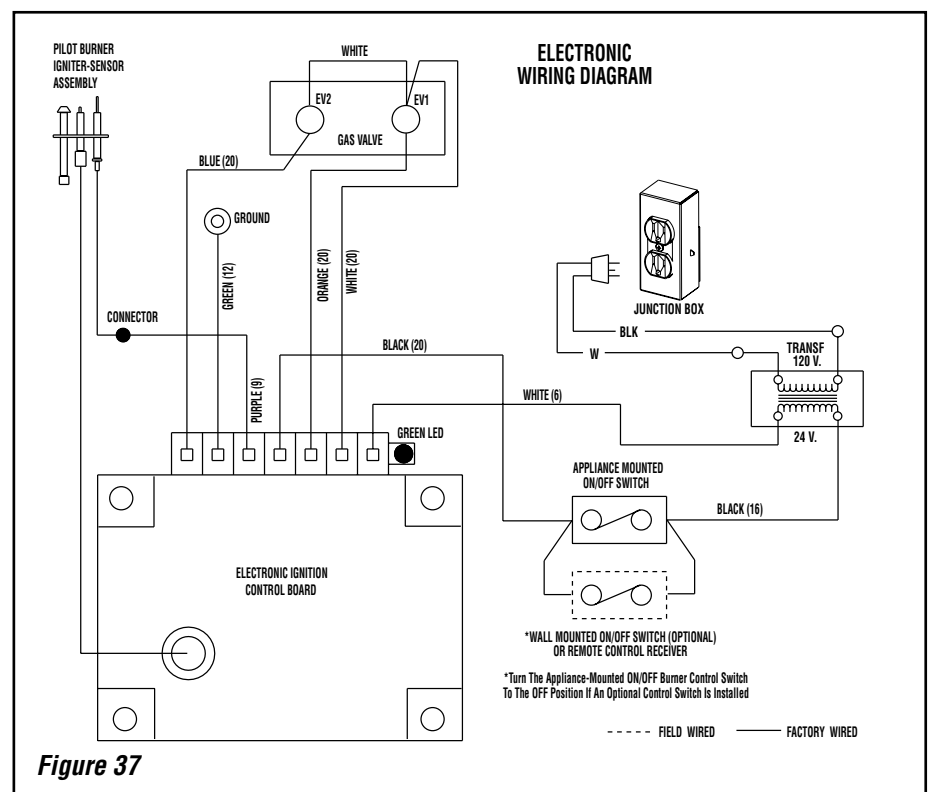 PILOT BURNER
IGNITER-SENSOR
ASSEMBLY
WHITE
ELECTRONIC
WIRING DIAGRAM
EV2
EV1
GAS VALVE
BLUE (20)
GROUND
GREEN (12)
ORANGE (20)
WHITE (20)
JUNCTION BOX
CONNECTOR
BLK
W
TRANSF
120 V.
BLACK (20)
PURPLE (9)
WHITE (6)
GREEN LED
24 V.
APPLIANCE MOUNTED
ON/OFF SWITCH
BLACK (16)
ELECTRONIC IGNITION
CONTROL BOARD
*WALL MOUNTED ON/OFF SWITCH (OPTIONAL)
OR REMOTE CONTROL RECEIVER
*Turn The Appliance-Mounted ON/OFF Burner Control Switch
To The OFF Position If An Optional Control Switch Is Installed
FIELD WIRED
FACTORY WIRED
Figure 37